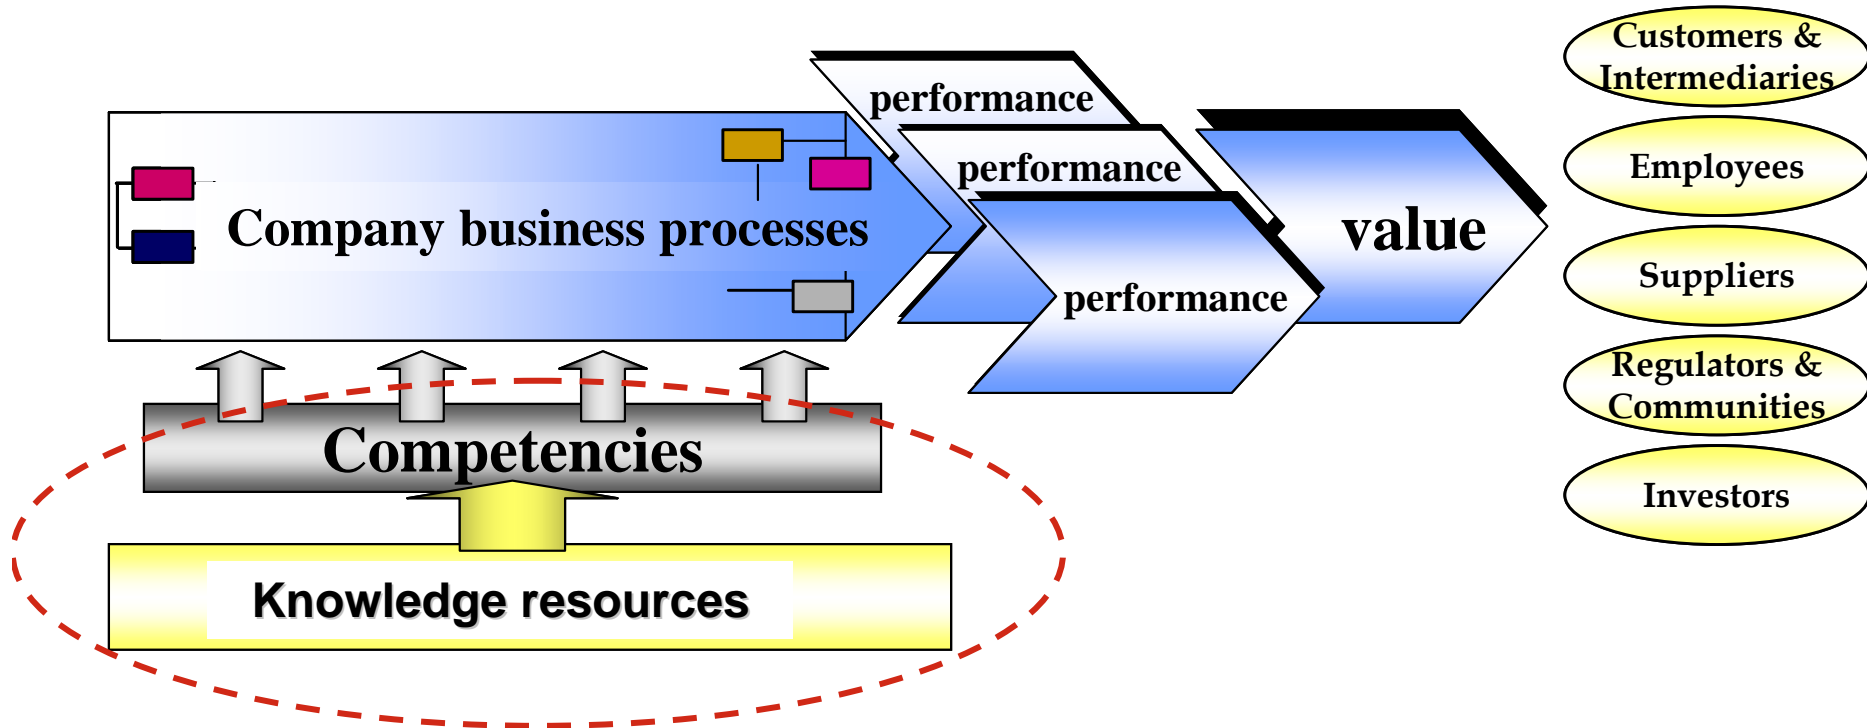 Company business processes
performance
performance
performance
value
Competencies
Knowledge resources
Customers &
Intermediaries
Employees
Suppliers
Regulators &
Communities
Investors